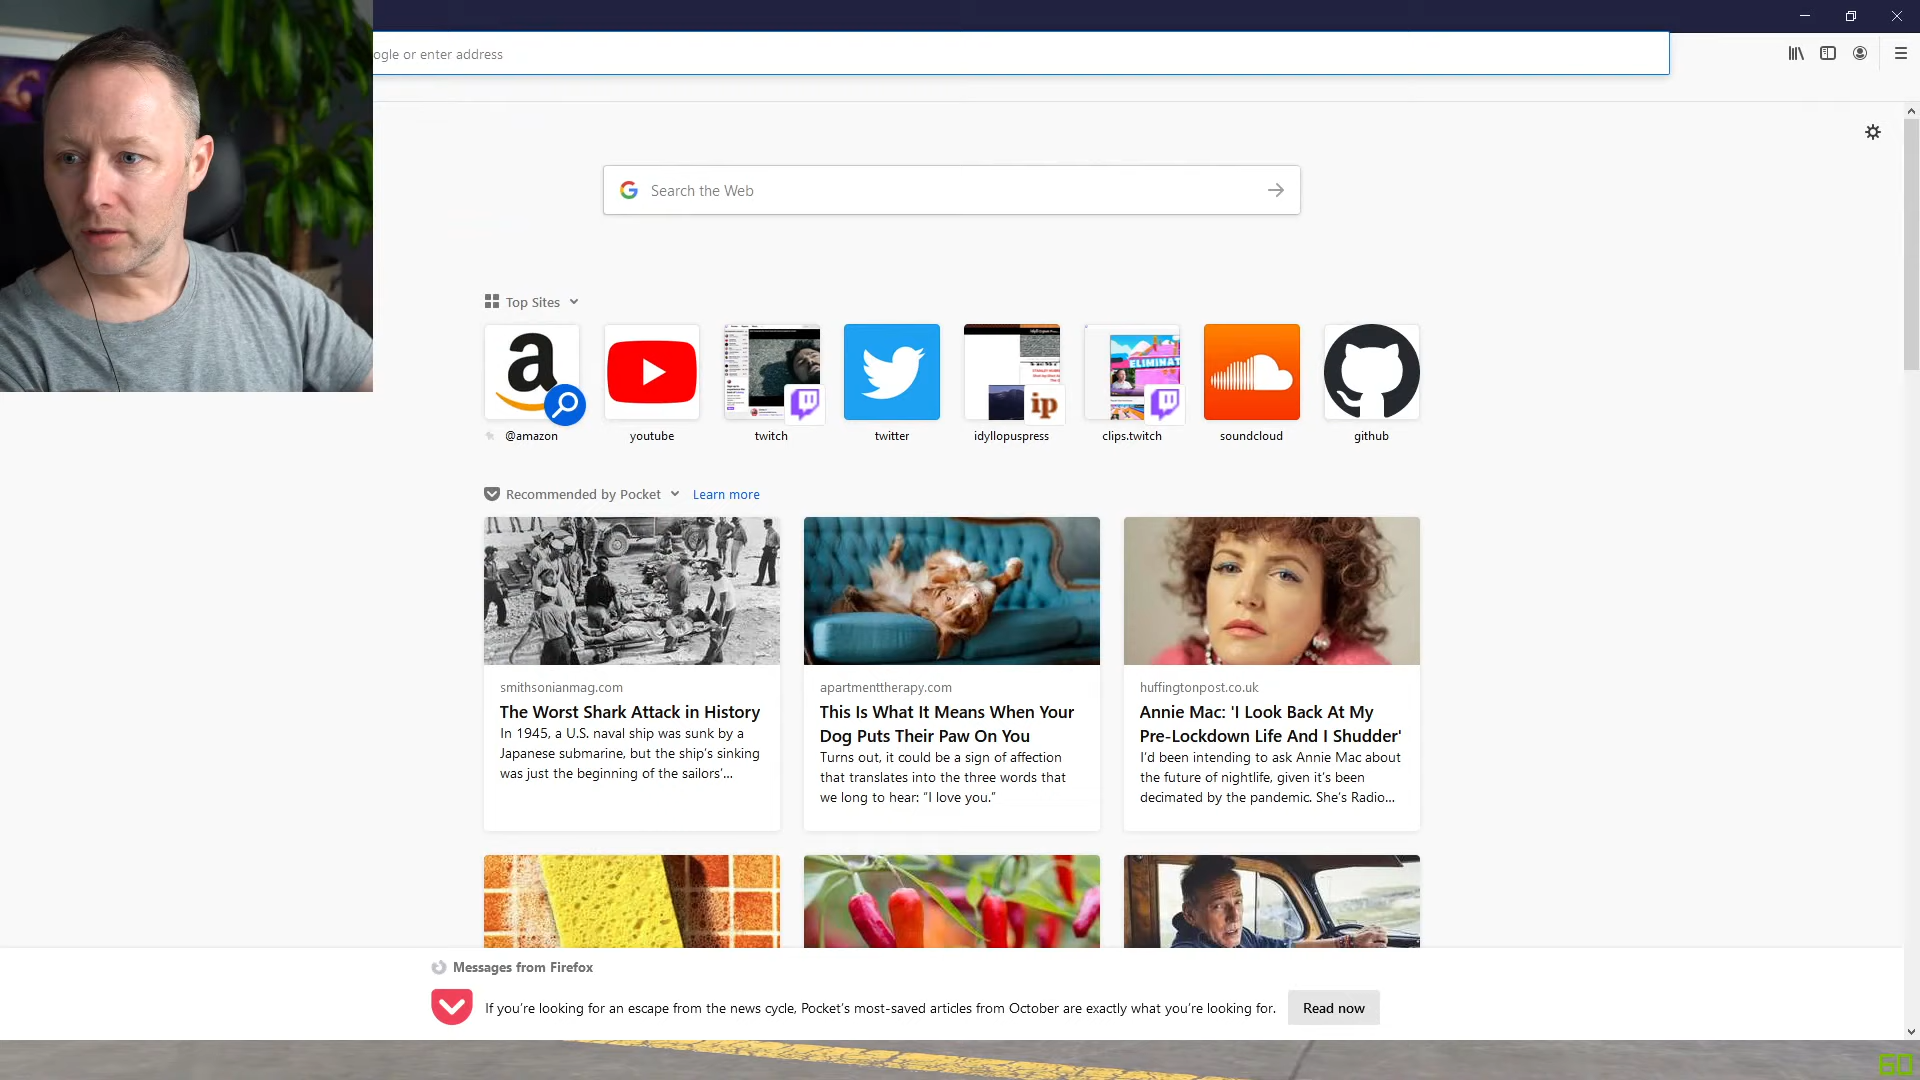 ogle or enter address
Search the Web
Top Sites
@amazon
youtube
twitch
twitter
idyllopuspress
clips.twitch
soundcloud
github
ip
Recommended by Pocket
Learn more
smithsonianmag.com
The Worst Shark Attack in History
In 1945, a U.S. naval ship was sunk by a
Japanese submarine, but the ship's sinking
was just the beginning of the sailors'...
apartmenttherapy.com
This Is What It Means When Your
Dog Puts Their Paw On You
Turns out, it could be a sign of affection
that translates into the three words that
we long to hear: “I love you.”
huffingtonpost.co.uk
Annie Mac: 'I Look Back At My
Pre-Lockdown Life And I Shudder'
I'd been intending to ask Annie Mac about
the future of nightlife, given it's been
decimated by the pandemic. She's Radio...
Messages from Firefox
If you're looking for an escape from the news cycle, Pocket's most-saved articles from October are exactly what you're looking for.
Read now
60